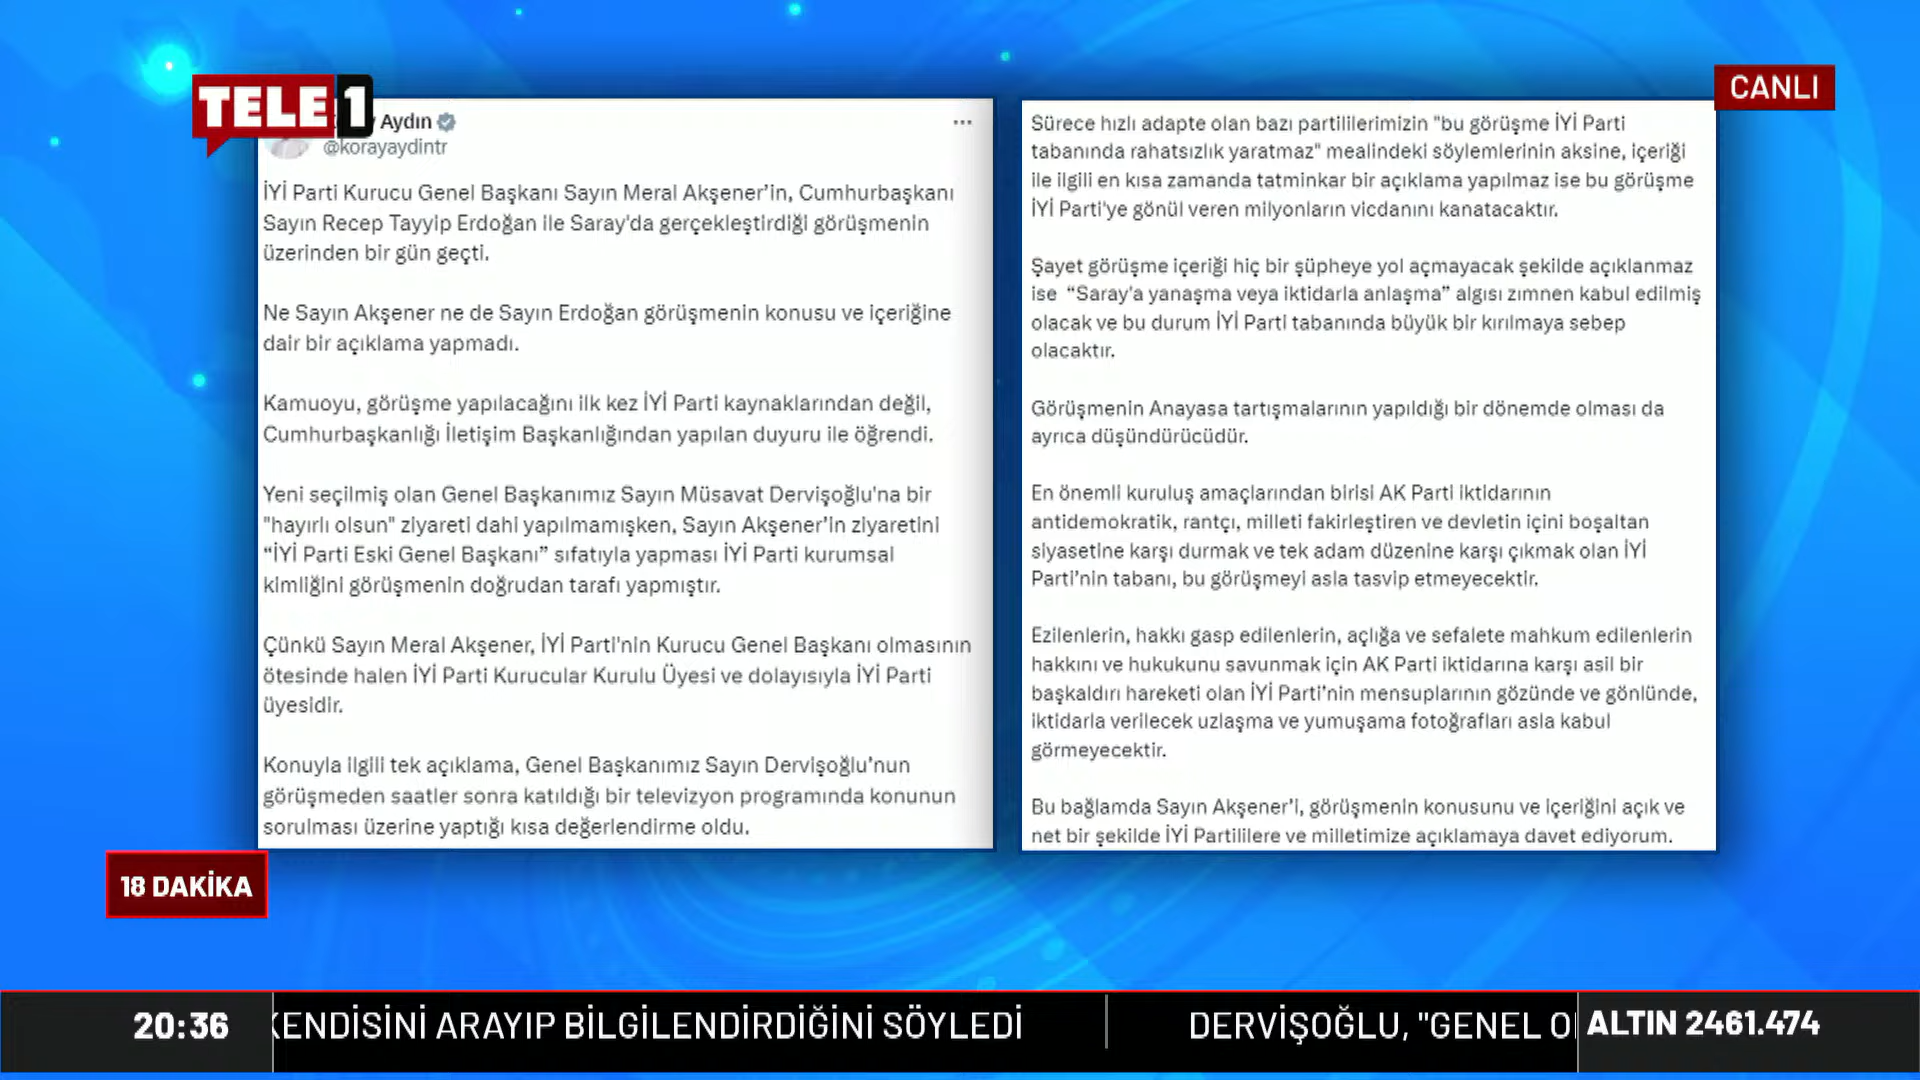 TELE 1
CANLI
Aydın
@korayaydintr
İYİ Parti Kurucu Genel Başkanı Sayın Meral Akşener’in, Cumhurbaşkanı
Sayın Recep Tayyip Erdoğan ile Saray'da gerçekleştirdiği görüşmenin
üzerinden bir gün geçti.
Ne Sayın Akşener ne de Sayın Erdoğan görüşmenin konusu ve içeriğine
dair bir açıklama yapmadı.
Kamuoyu, görüşme yapılacağını ilk kez İYİ Parti kaynaklarından değil,
Cumhurbaşkanlığı İletişim Başkanlığından yapılan duyuru ile öğrendi.
Yeni seçilmiş olan Genel Başkanımız Sayın Müsavat Dervişoğlu'na bir
"hayırlı olsun" ziyareti dahi yapılmamışken, Sayın Akşener’in ziyaretini
“İYİ Parti Eski Genel Başkanı” sıfatıyla yapması İYİ Parti kurumsal
kimliğini görüşmenin doğrudan tarafı yapmıştır.
Çünkü Sayın Meral Akşener, İYİ Parti'nin Kurucu Genel Başkanı olmasının
ötesinde halen İYİ Parti Kurucular Kurulu Üyesi ve dolayısıyla İYİ Parti
üyesidir.
Konuyla ilgili tek açıklama, Genel Başkanımız Sayın Dervişoğlu’nun
görüşmeden saatler sonra katıldığı bir televizyon programında konunun
sorulması üzerine yaptığı kısa değerlendirme oldu.
Sürece hızlı adapte olan bazı partililerimizin "bu görüşme İYİ Parti
tabanında rahatsızlık yaratmaz" mealindeki söylemlerinin aksine, içeriği
ile ilgili en kısa zamanda tatminkar bir açıklama yapılmaz ise bu görüşme
İYİ Parti'ye gönül veren milyonların vicdanını kanatacaktır.
Şayet görüşme içeriği hiç bir şüpheye yol açmayacak şekilde açıklanmaz
ise “Saray'a yanaşma veya iktidarla anlaşma” algısı zımnen kabul edilmiş
olacak ve bu durum İYİ Parti tabanında büyük bir kırılmaya sebep
olacaktır.
Görüşmenin Anayasa tartışmalarının yapıldığı bir dönemde olması da
ayrıca düşündürücüdür.
En önemli kuruluş amaçlarından birisi AK Parti iktidarının
antidemokratik, rantçı, milleti fakirleştiren ve devletin içini boşaltan
siyasetine karşı durmak ve tek adam düzenine karşı çıkmak olan İYİ
Parti’nin tabanı, bu görüşmeyi asla tasvip etmeyecektir.
Ezilenlerin, hakkı gasp edilenlerin, açlığa ve sefalete mahkum edilenlerin
hakkını ve hukukunu savunmak için AK Parti iktidarına karşı asil bir
başkaldırı hareketi olan İYİ Parti’nin mensuplarının gözünde ve gönlünde,
iktidarla verilecek uzlaşma ve yumuşama fotoğrafları asla kabul
görmeyecektir.
Bu bağlamda Sayın Akşener’i, görüşmenin konusunu ve içeriğini açık ve
net bir şekilde İYİ Partililere ve milletimize açıklamaya davet ediyorum.
18 DAKİKA
20:36 KENDİSİNİ ARAYIP BİLGİLENDİRDİĞİNİ SÖYLEDİ DERVİŞOĞLU, "GENEL ALTIN 2461.474